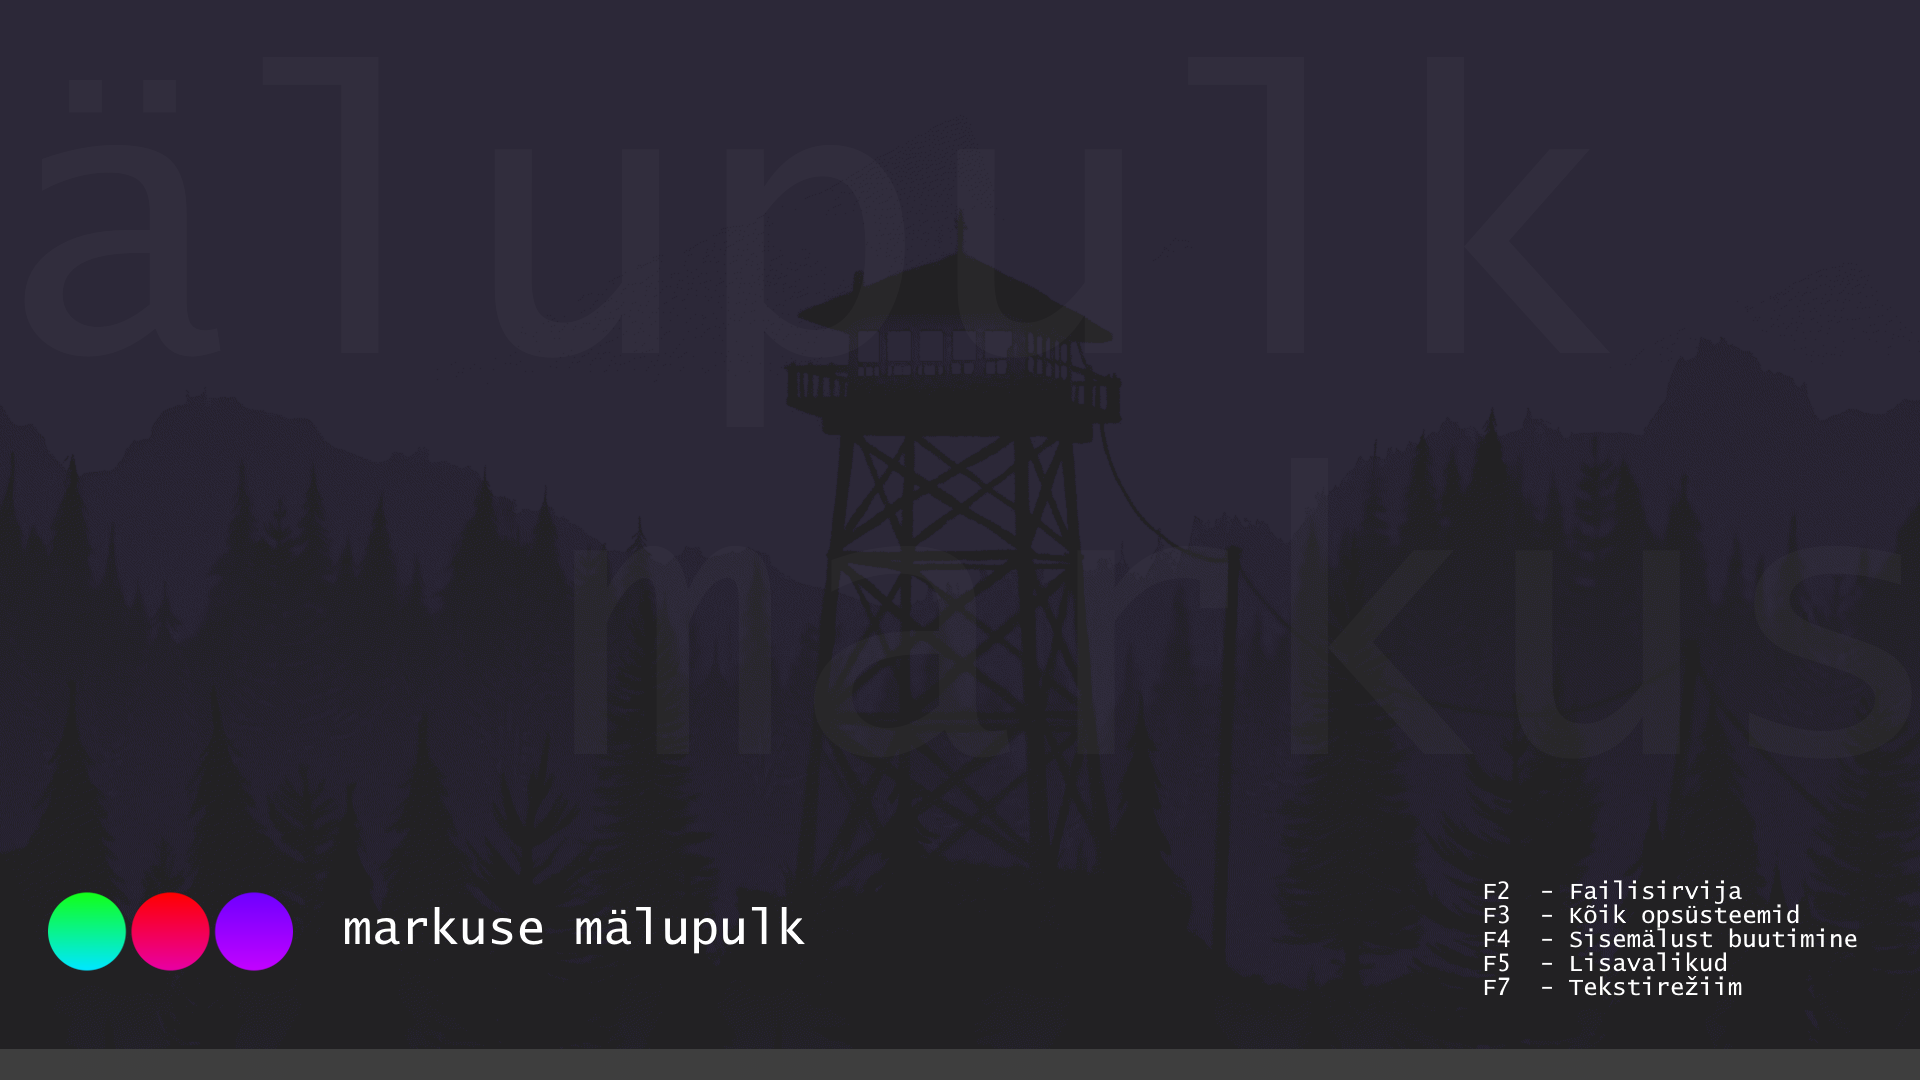 älupulk
markus
markuse mälupulk
F2 - Failisirvija
F3 - Kõik opsüsteemid
F4 - Sisemälust buutimine
F5 - Lisavalikud
F7 - Tekstirežiim